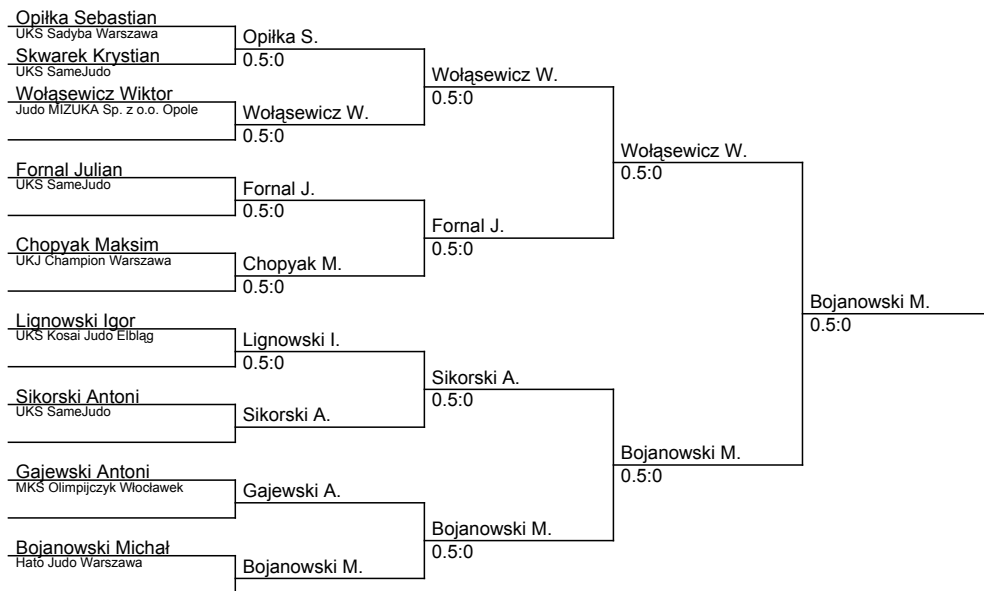 Opiłka Sebastian
UKS Sadyba Warszawa
Skwarek Krystian
UKS SameJudo
Wołąsewicz Wiktor
Judo MIZUKA Sp. z o.o. Opole
Fornal Julian
UKS SameJudo
Chopyak Maksim
UKJ Champion Warszawa
Lignowski Igor
UKS Kosai Judo Elbląg
Sikorski Antoni
UKS SameJudo
Gajewski Antoni
MKS Olimpijczyk Włocławek
Bojanowski Michał
Hato Judo Warszawa
Opiłka S.
0.5:0
Wołąsewicz W.
0.5:0
Fornal J.
0.5:0
Chopyak M.
0.5:0
Lignowski I.
0.5:0
Sikorski A.
Gajewski A.
Bojanowski M.
Wołąsewicz W.
0.5:0
Fornal J.
0.5:0
Sikorski A.
0.5:0
Bojanowski M.
0.5:0
Wołąsewicz W.
0.5:0
Bojanowski M.
0.5:0
Bojanowski M.
0.5:0